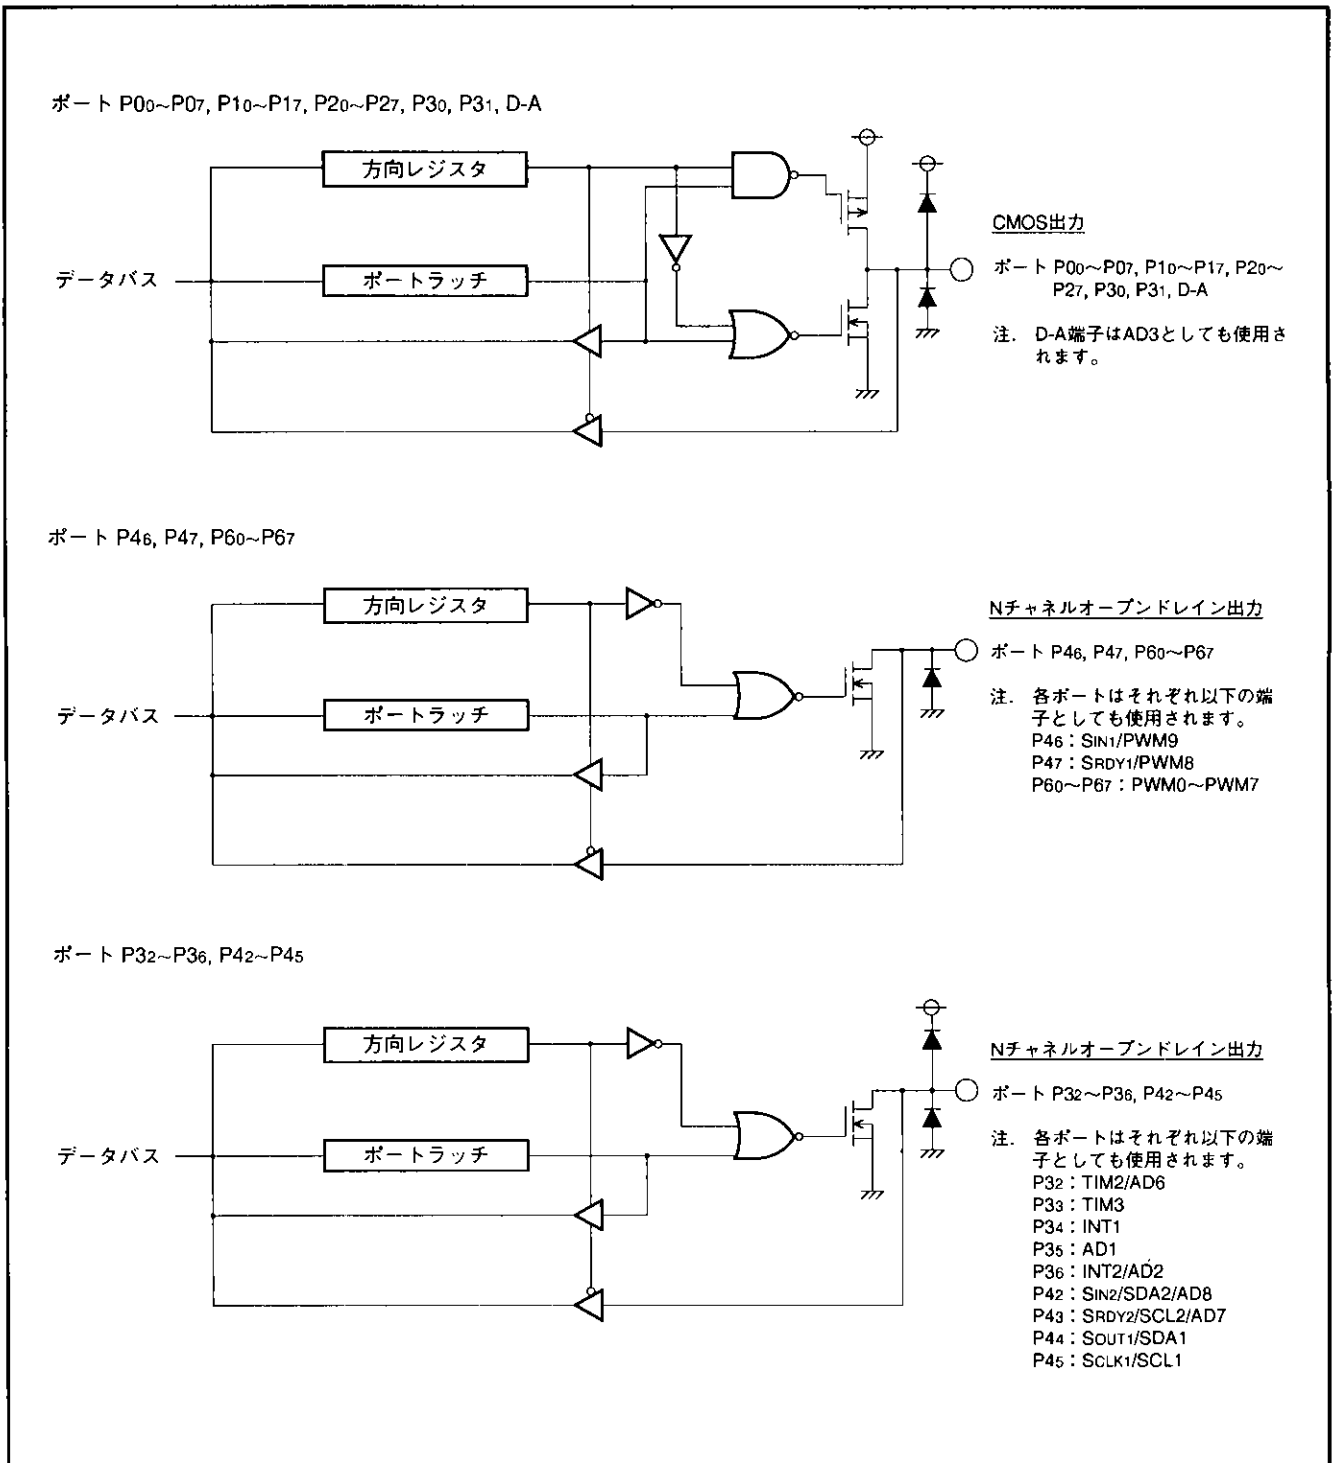 ポート P00~P07, P10~P17, P20~P27, P30, P31, D-A
方向レジスタ
データバス
ポートラッチ
CMOS出力
ポート P00~P07, P10~P17, P20~
P27, P30, P31, D-A
注. D-A端子はAD3としても使用さ
れます。
ポート P46, P47, P60~P67
方向レジスタ
データバス
ポートラッチ
Nチャネルオープンドレイン出力
ポート P46, P47, P60~P67
注. 各ポートはそれぞれ以下の端
子としても使用されます。
P46：SIN1/PWM9
P47：SRDY1/PWM8
P60~P67：PWM0~PWM7
ポート P32~P36, P42~P45
方向レジスタ
データバス
ポートラッチ
Nチャネルオープンドレイン出力
ポート P32~P36, P42~P45
注. 各ポートはそれぞれ以下の端
子としても使用されます。
P32：TIM2/AD6
P33：TIM3
P34：INT1
P35：AD1
P36：INT2/AD2
P42：SIN2/SDA2/AD8
P43：SRDY2/SCL2/AD7
P44：SOUT1/SDA1
P45：SCLK1/SCL1